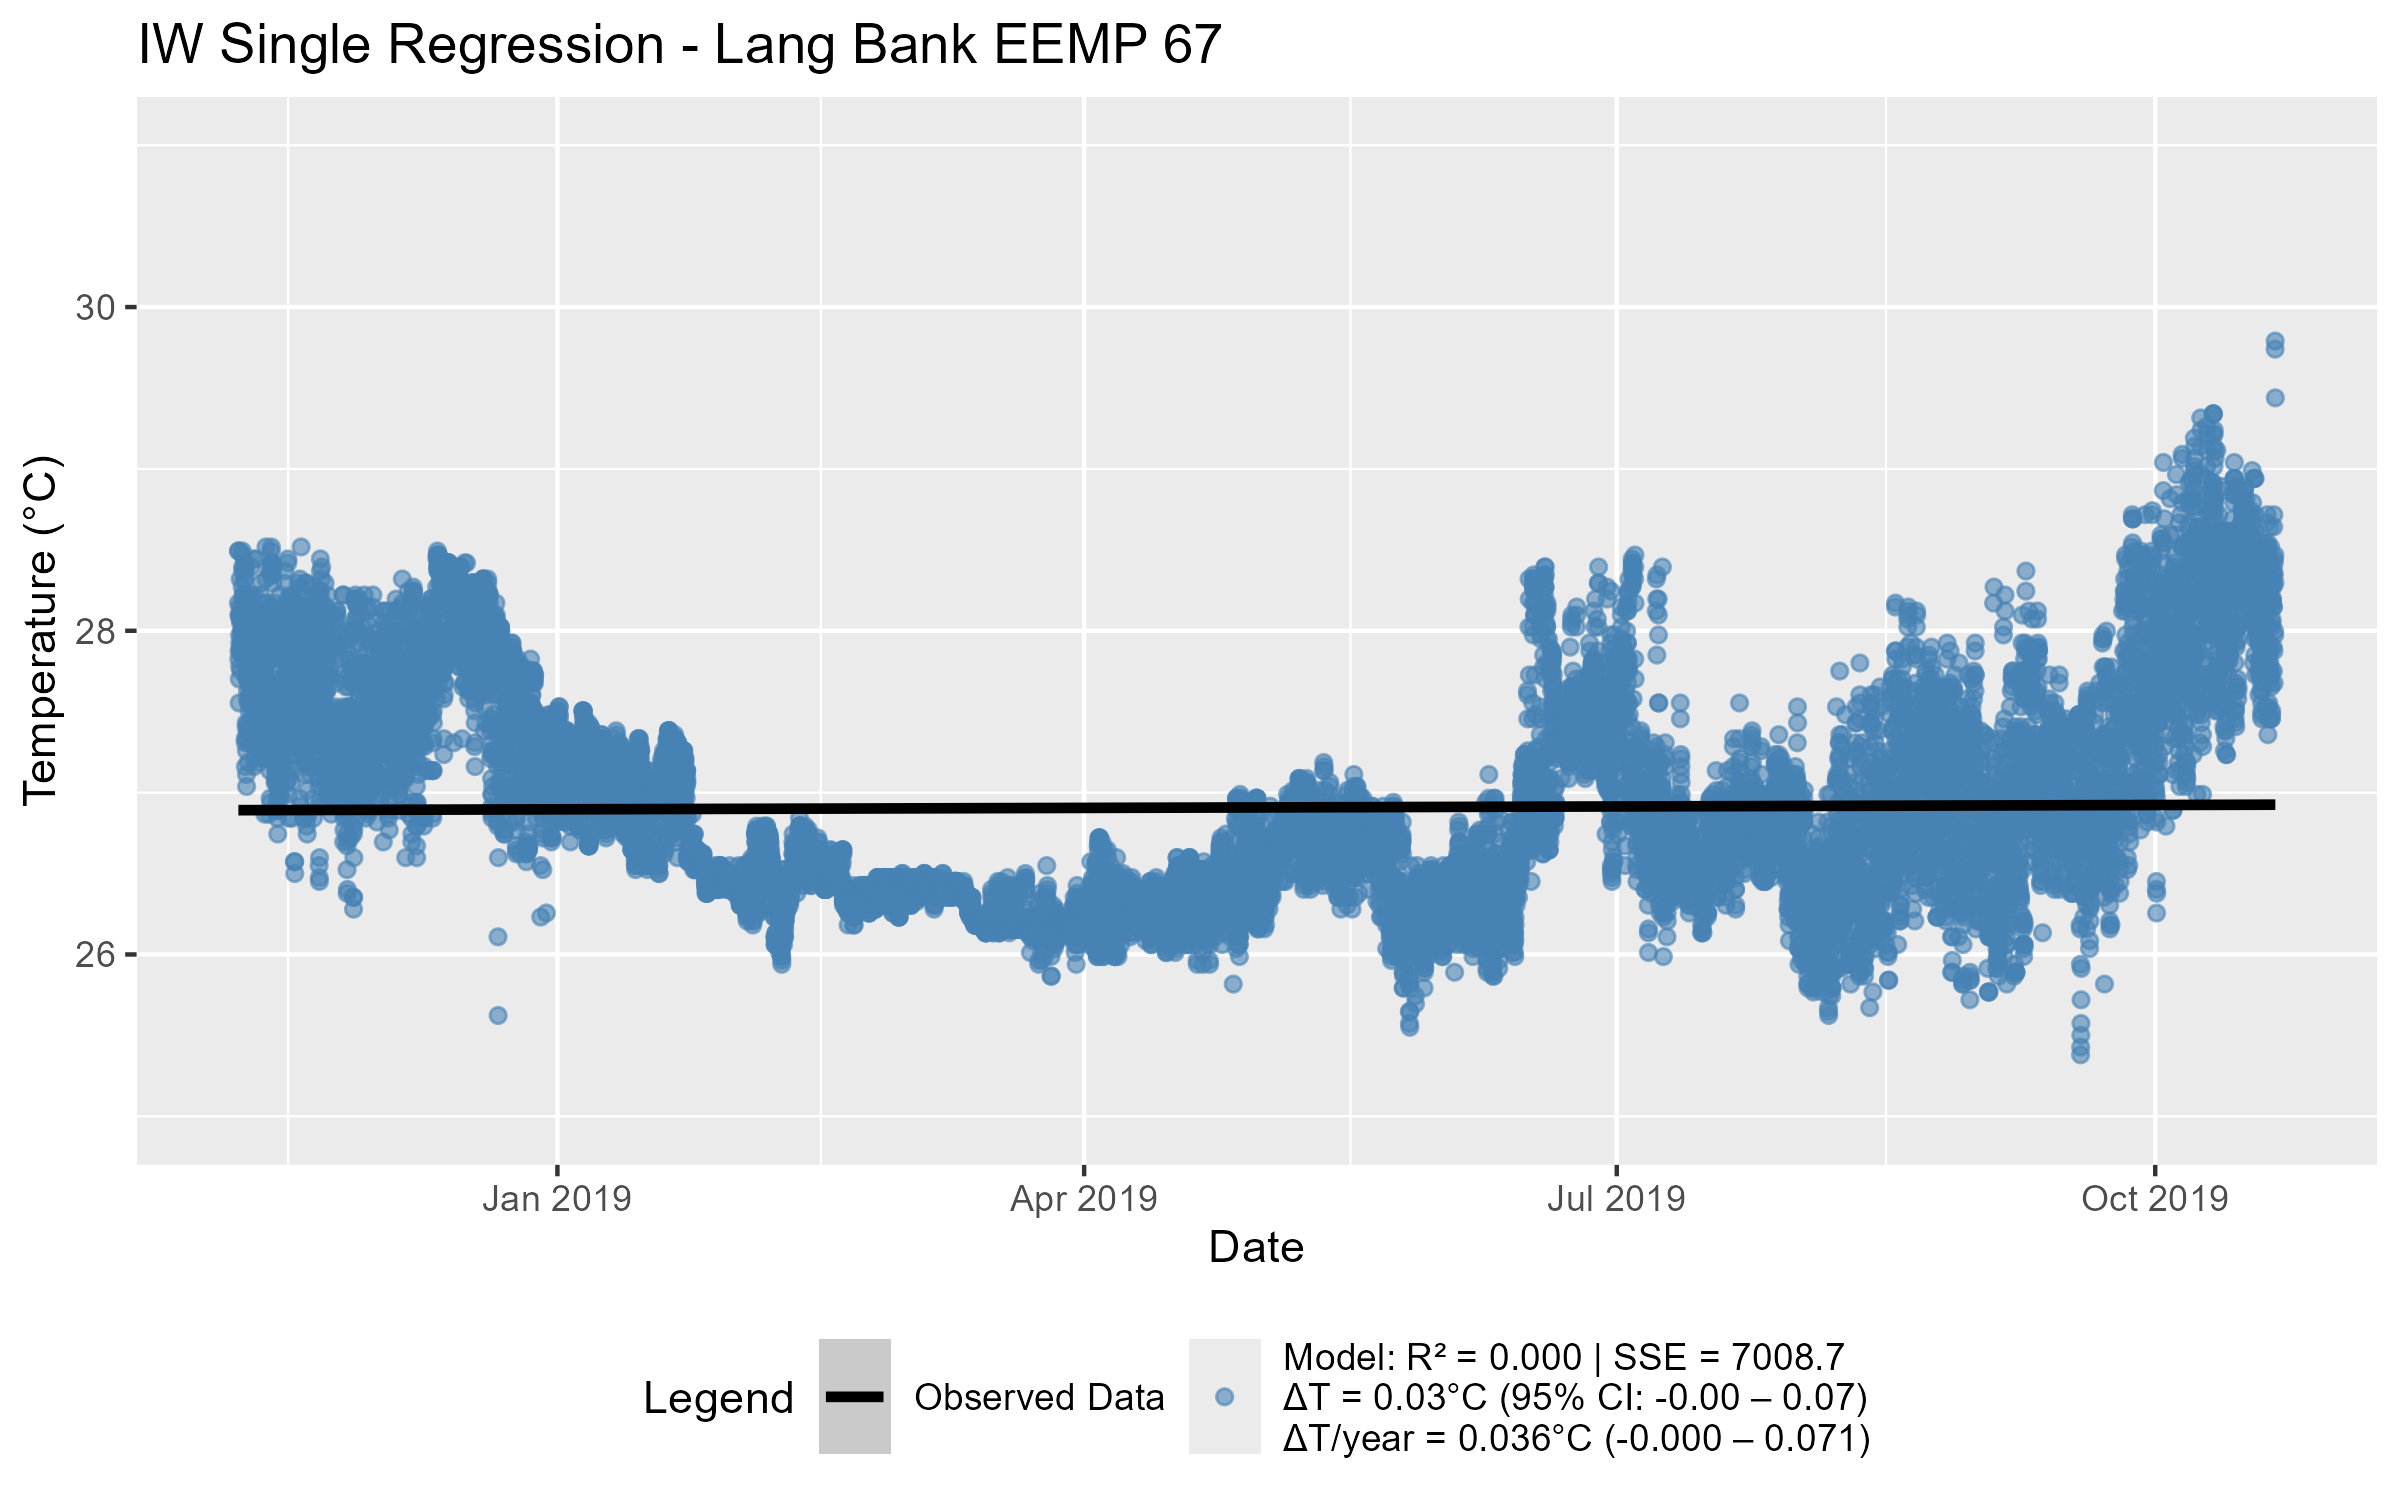 IW Single Regression - Lang Bank EEMP 67
Temperature (°C)
30
28
26
Jan 2019
Apr 2019
Jul 2019
Oct 2019
Date
Legend
Observed Data
Model: R² = 0.000 | SSE = 7008.7
ΔT = 0.03°C (95% CI: -0.00 – 0.07)
ΔT/year = 0.036°C (-0.000 – 0.071)